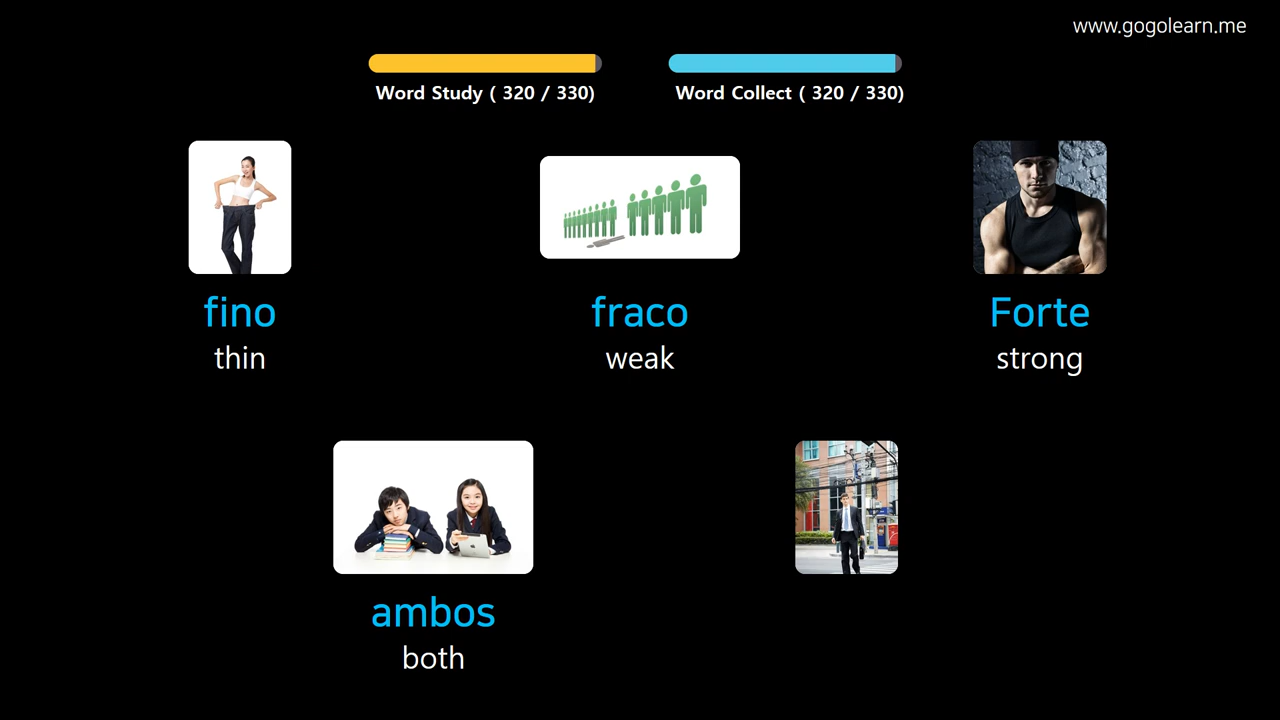 www.gogolearn.me
Word Study ( 320 / 330)
Word Collect ( 320 / 330)
fino
thin
fraco
weak
Forte
strong
ambos
both